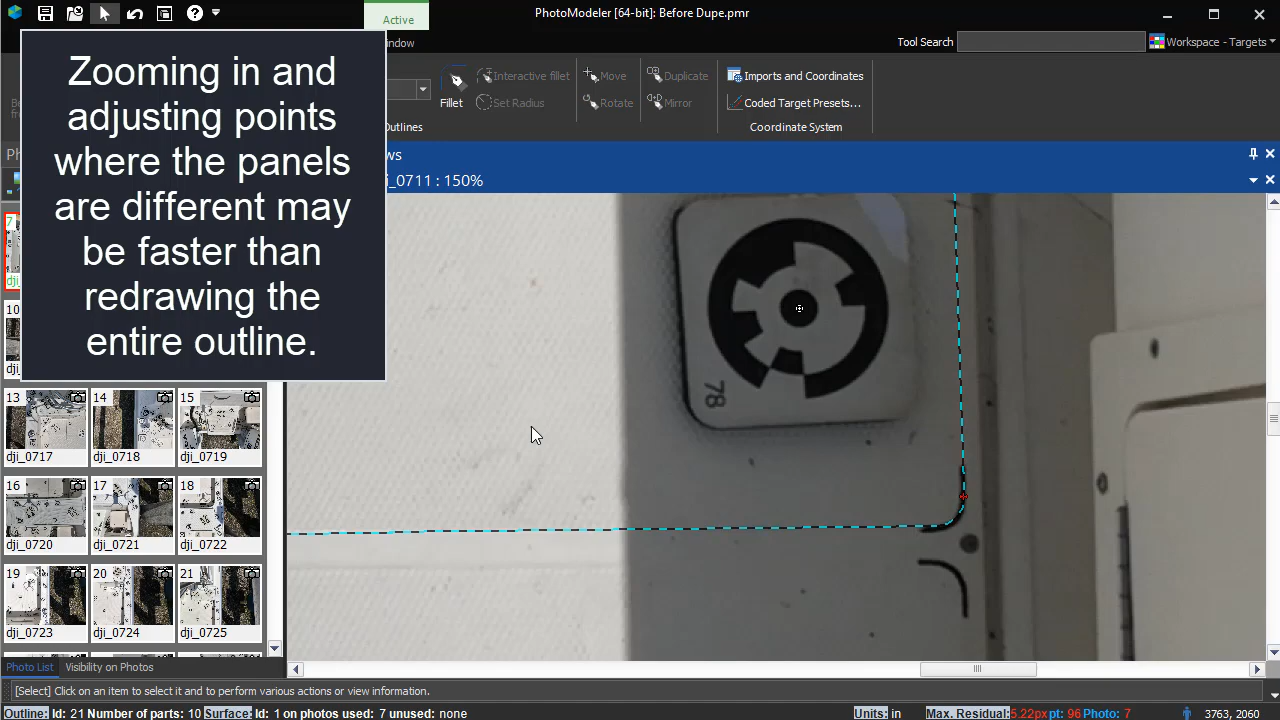 PhotoModeler [64-bit]: Before Dupe.pmr
Active
ndow
Tool Search
Workspace - Targets
Zooming in and
adjusting points
where the panels
are different may
be faster than
redrawing the
entire outline.
Fillet
Interactive fillet
Set Radius
Move
Rotate
Duplicate
Mirror
Imports and Coordinates
Coded Target Presets...
Outlines
Coordinate System
ws
dji_0711 : 150%
7
10
78
13
14
15
dji_0717
dji_0718
dji_0719
16
17
18
dji_0720
dji_0721
dji_0722
19
20
21
dji_0723
dji_0724
dji_0725
Photo List
Visibility on Photos
[Select] Click on an item to select it and to perform various actions or view information.
Outline: Id: 21 Number of parts: 10 Surface: Id: 1 on photos used: 7 unused: none
Units: in
Max. Residual: 5.22px pt: 96 Photo: 7
3763, 2060